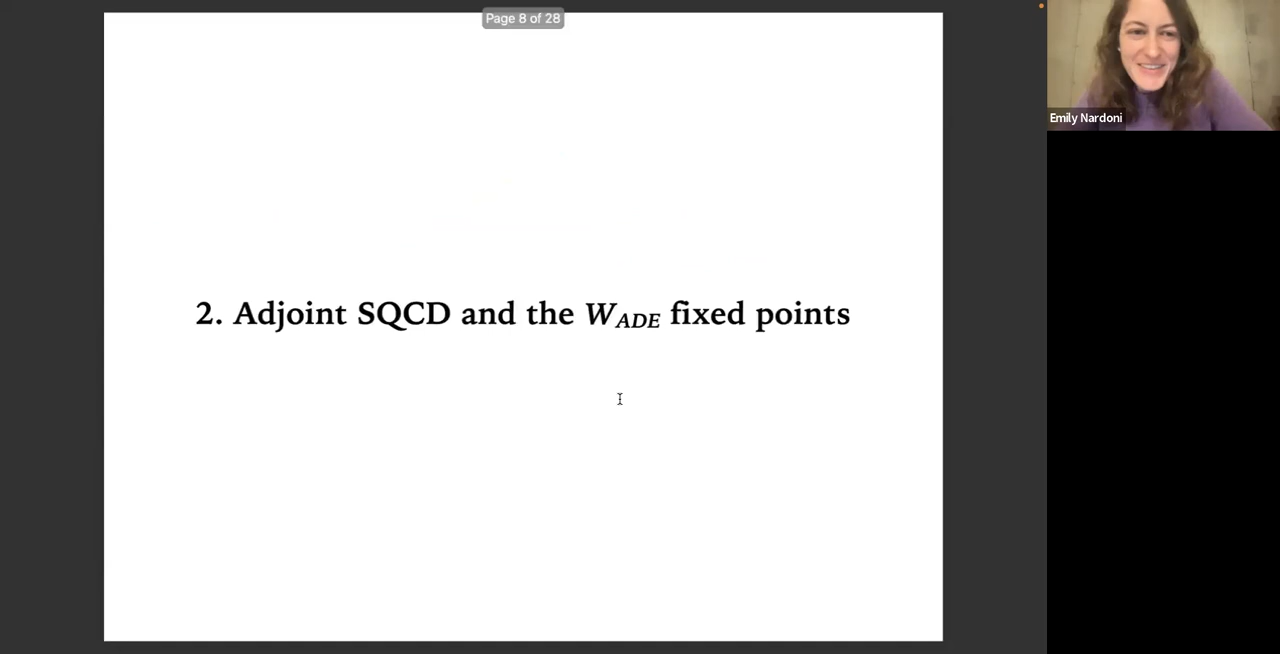 Page 8 of 28
2. Adjoint SQCD and the W_ADE fixed points
Emily Nardoni